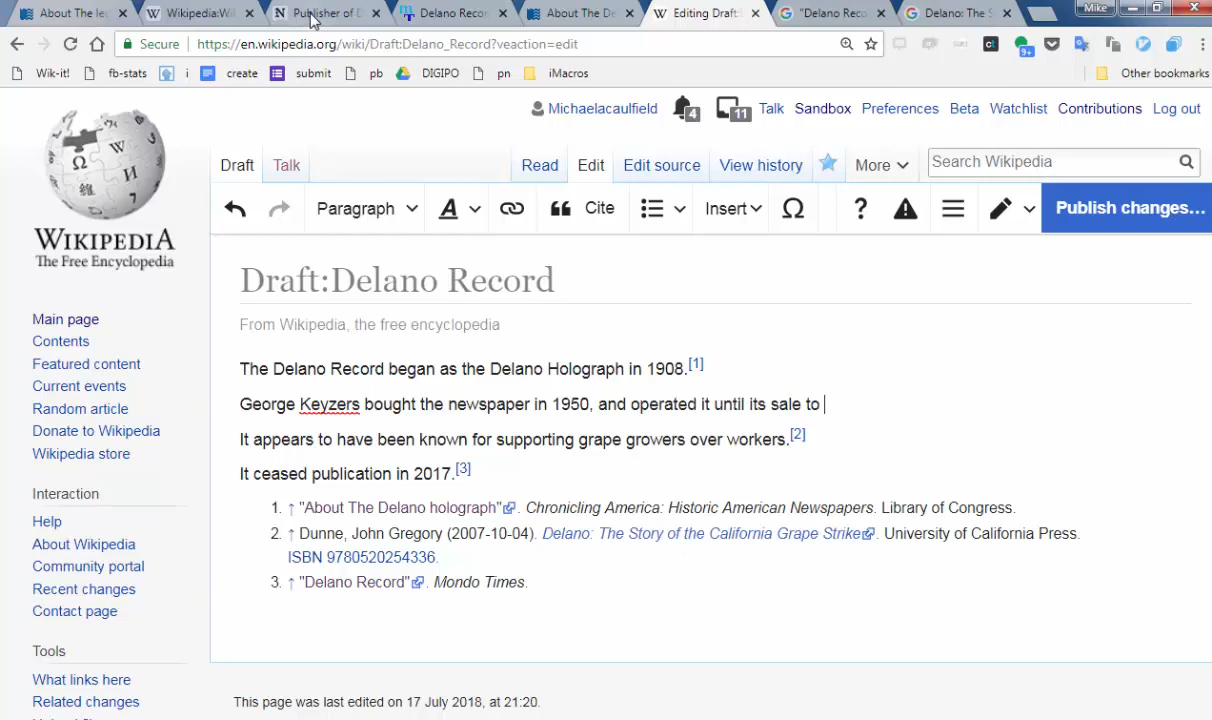 About The le
Wikipedia:Wi
Publisher of D
Delano Recor
About The De
Editing Draft:
"Delano Reco
Delano: The S
Mike
Secure https://en.wikipedia.org/wiki/Draft:Delano_Record?veaction=edit
Wik-it! fb-stats i create submit pb DIGIPO pn iMacros Other bookmarks
Michaelacaulfield 4 11 Talk Sandbox Preferences Beta Watchlist Contributions Log out
Draft Talk Read Edit Edit source View history More Search Wikipedia
Paragraph A Cite Insert Ω ? Publish changes...
WIKIPEDIA
The Free Encyclopedia
Draft:Delano Record
From Wikipedia, the free encyclopedia
The Delano Record began as the Delano Holograph in 1908.[1]
George Keyzers bought the newspaper in 1950, and operated it until its sale to
It appears to have been known for supporting grape growers over workers.[2]
It ceased publication in 2017.[3]
1. ↑ "About The Delano holograph". Chronicling America: Historic American Newspapers. Library of Congress.
2. ↑ Dunne, John Gregory (2007-10-04). Delano: The Story of the California Grape Strike. University of California Press.
ISBN 9780520254336.
3. ↑ "Delano Record". Mondo Times.
Main page
Contents
Featured content
Current events
Random article
Donate to Wikipedia
Wikipedia store
Interaction
Help
About Wikipedia
Community portal
Recent changes
Contact page
Tools
What links here
Related changes
This page was last edited on 17 July 2018, at 21:20.